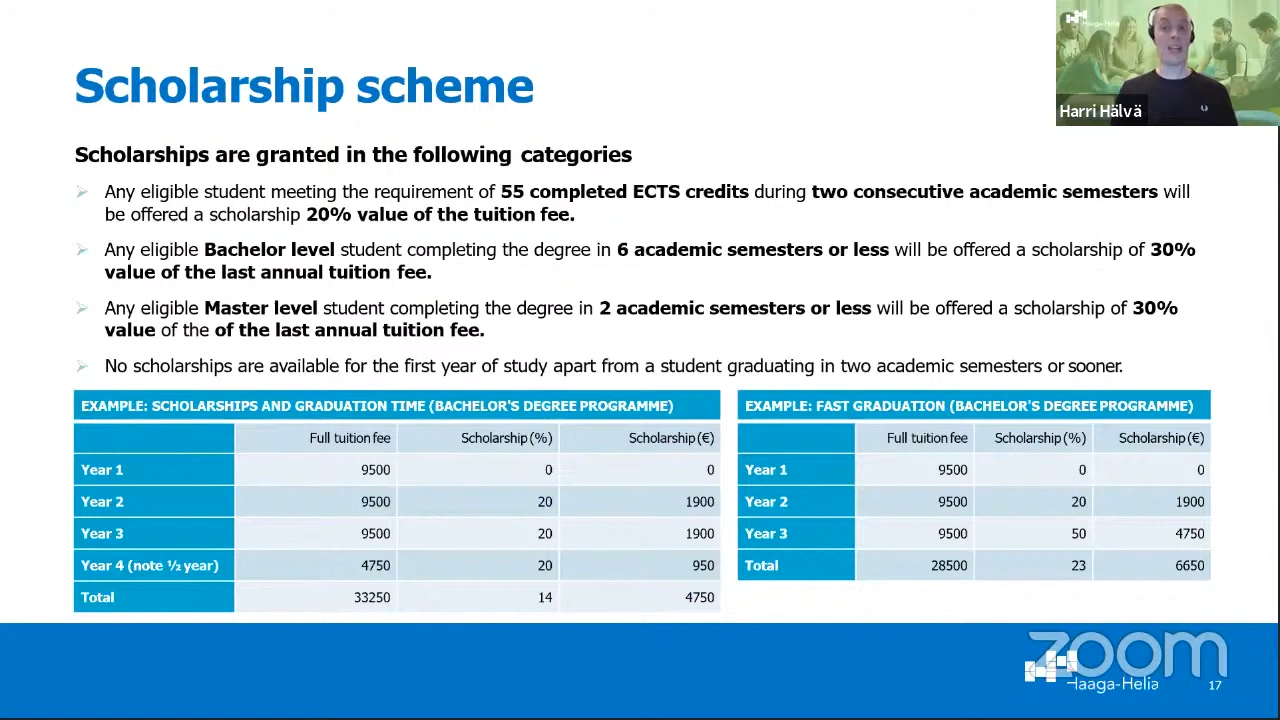 Haaga-Helia
Harri Hälvä
Scholarship scheme
Scholarships are granted in the following categories
Any eligible student meeting the requirement of 55 completed ECTS credits during two consecutive academic semesters will
be offered a scholarship 20% value of the tuition fee.
Any eligible Bachelor level student completing the degree in 6 academic semesters or less will be offered a scholarship of 30%
value of the last annual tuition fee.
Any eligible Master level student completing the degree in 2 academic semesters or less will be offered a scholarship of 30%
value of the of the last annual tuition fee.
No scholarships are available for the first year of study apart from a student graduating in two academic semesters or sooner.
EXAMPLE: SCHOLARSHIPS AND GRADUATION TIME (BACHELOR'S DEGREE PROGRAMME)
Full tuition fee Scholarship (%) Scholarship (€)
Year 1 9500 0 0
Year 2 9500 20 1900
Year 3 9500 20 1900
Year 4 (note ½ year) 4750 20 950
Total 33250 14 4750
EXAMPLE: FAST GRADUATION (BACHELOR'S DEGREE PROGRAMME)
Full tuition fee Scholarship (%) Scholarship (€)
Year 1 9500 0 0
Year 2 9500 20 1900
Year 3 9500 50 4750
Total 28500 23 6650
zoom
Haaga-Helia
17